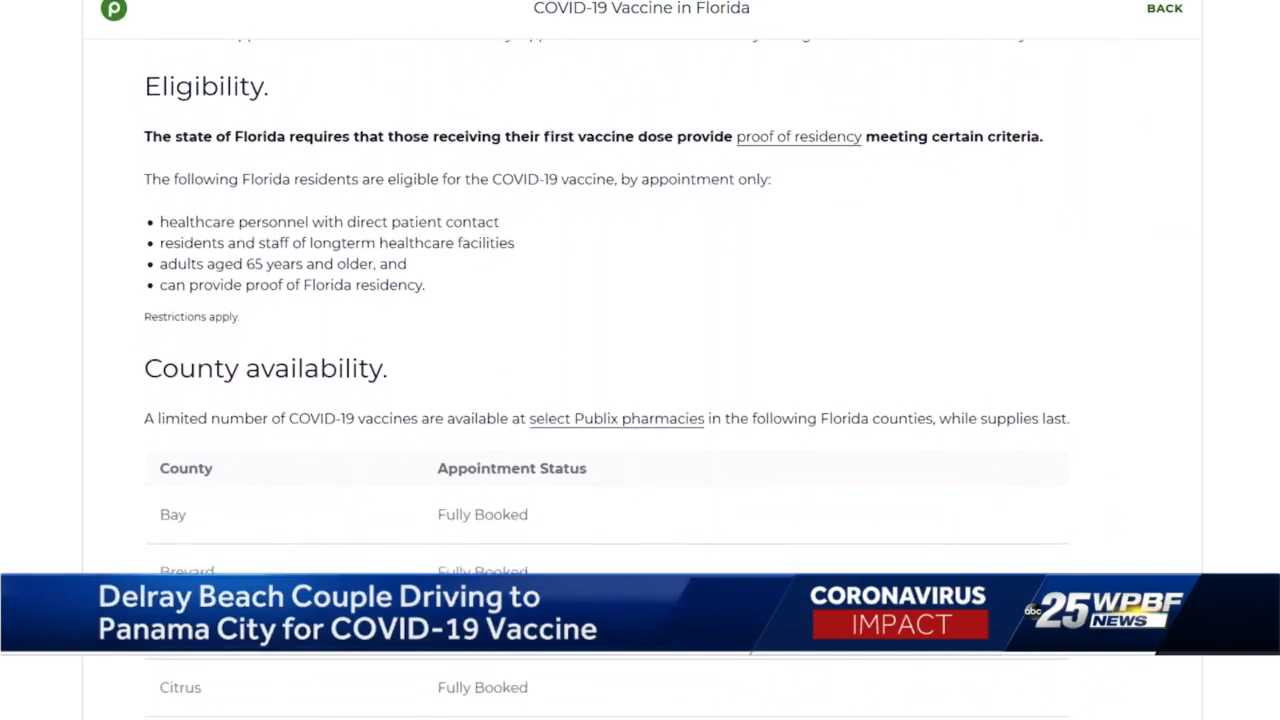 COVID-19 Vaccine in Florida
BACK
Eligibility.
The state of Florida requires that those receiving their first vaccine dose provide proof of residency meeting certain criteria.
The following Florida residents are eligible for the COVID-19 vaccine, by appointment only:
• healthcare personnel with direct patient contact
• residents and staff of longterm healthcare facilities
• adults aged 65 years and older, and
• can provide proof of Florida residency.
Restrictions apply.
County availability.
A limited number of COVID-19 vaccines are available at select Publix pharmacies in the following Florida counties, while supplies last.
County Appointment Status
Bay Fully Booked
Brevard Fully Booked
Delray Beach Couple Driving to
Panama City for COVID-19 Vaccine
CORONAVIRUS
IMPACT
abc 25 WPBF
NEWS
Citrus Fully Booked